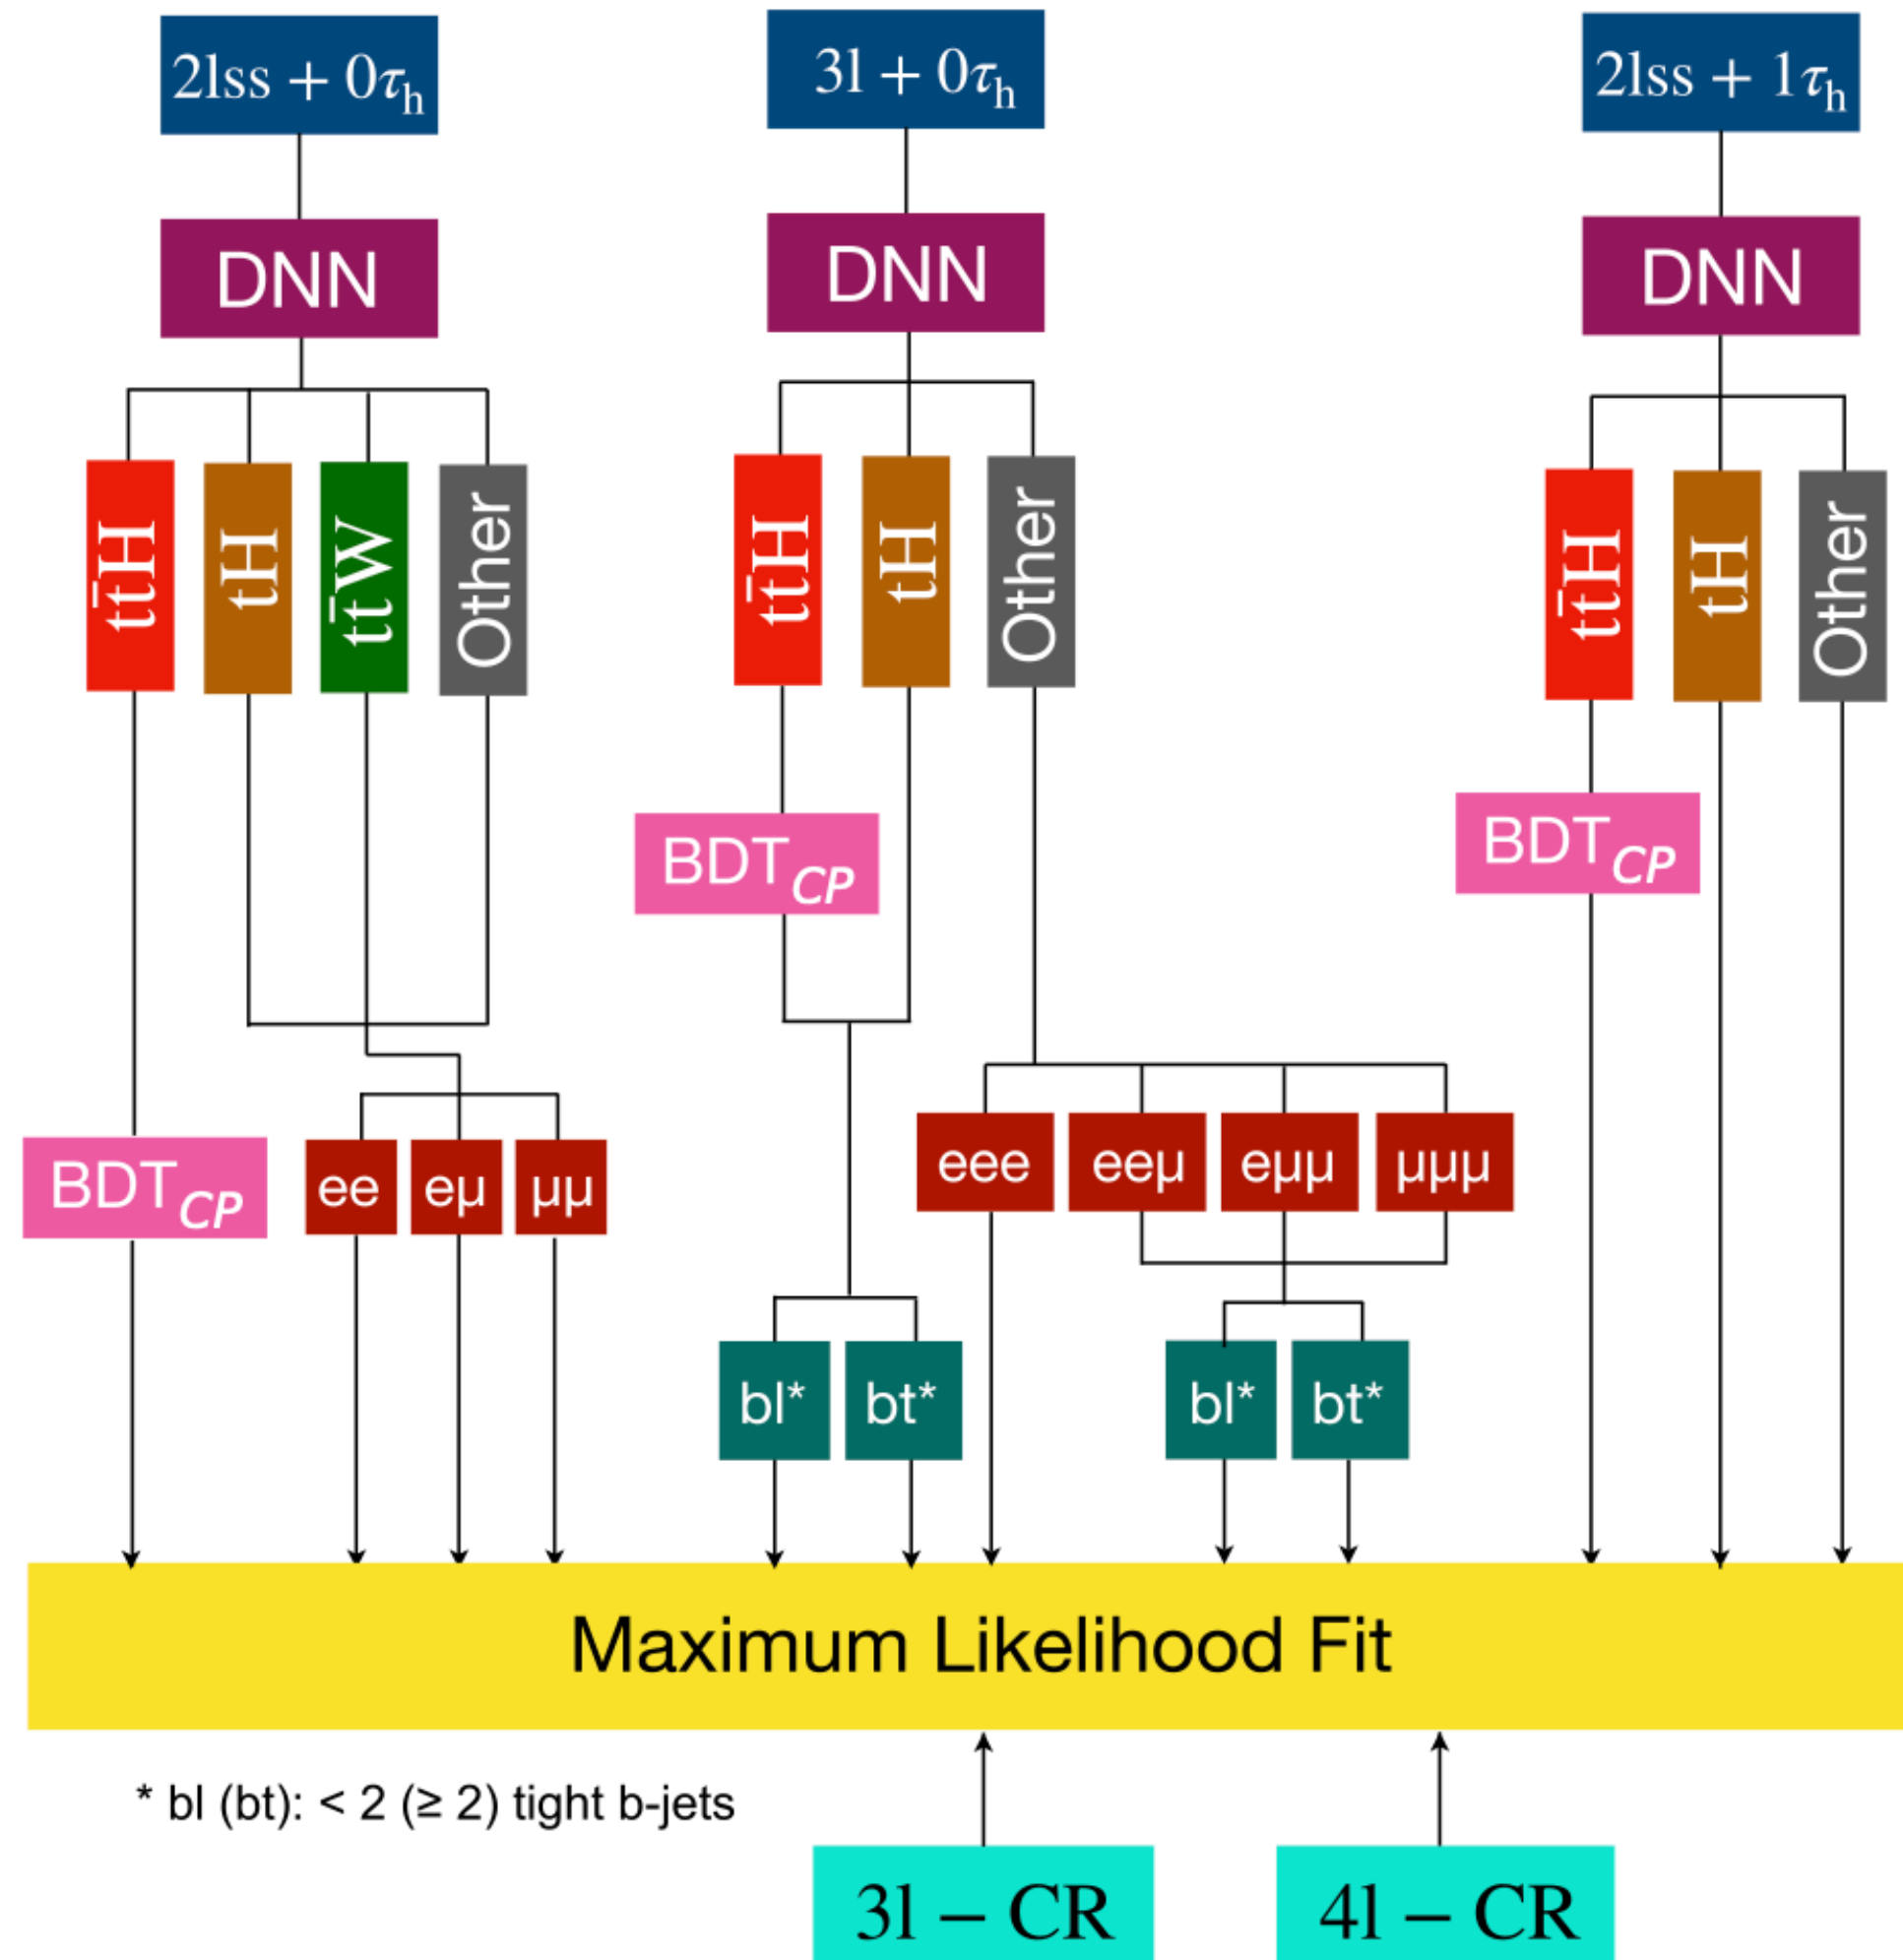 2lss + 0τh
3l + 0τh
2lss + 1τh
DNN
DNN
DNN
tt̄H
tH
tt̄W
Other
tt̄H
tH
Other
tt̄H
tH
Other
BDTCP
BDTCP
BDTCP
ee
eμ
μμ
eee
eeμ
eμμ
μμμ
bl*
bt*
bl*
bt*
Maximum Likelihood Fit
* bl (bt): < 2 (≥ 2) tight b-jets
3l – CR
4l – CR